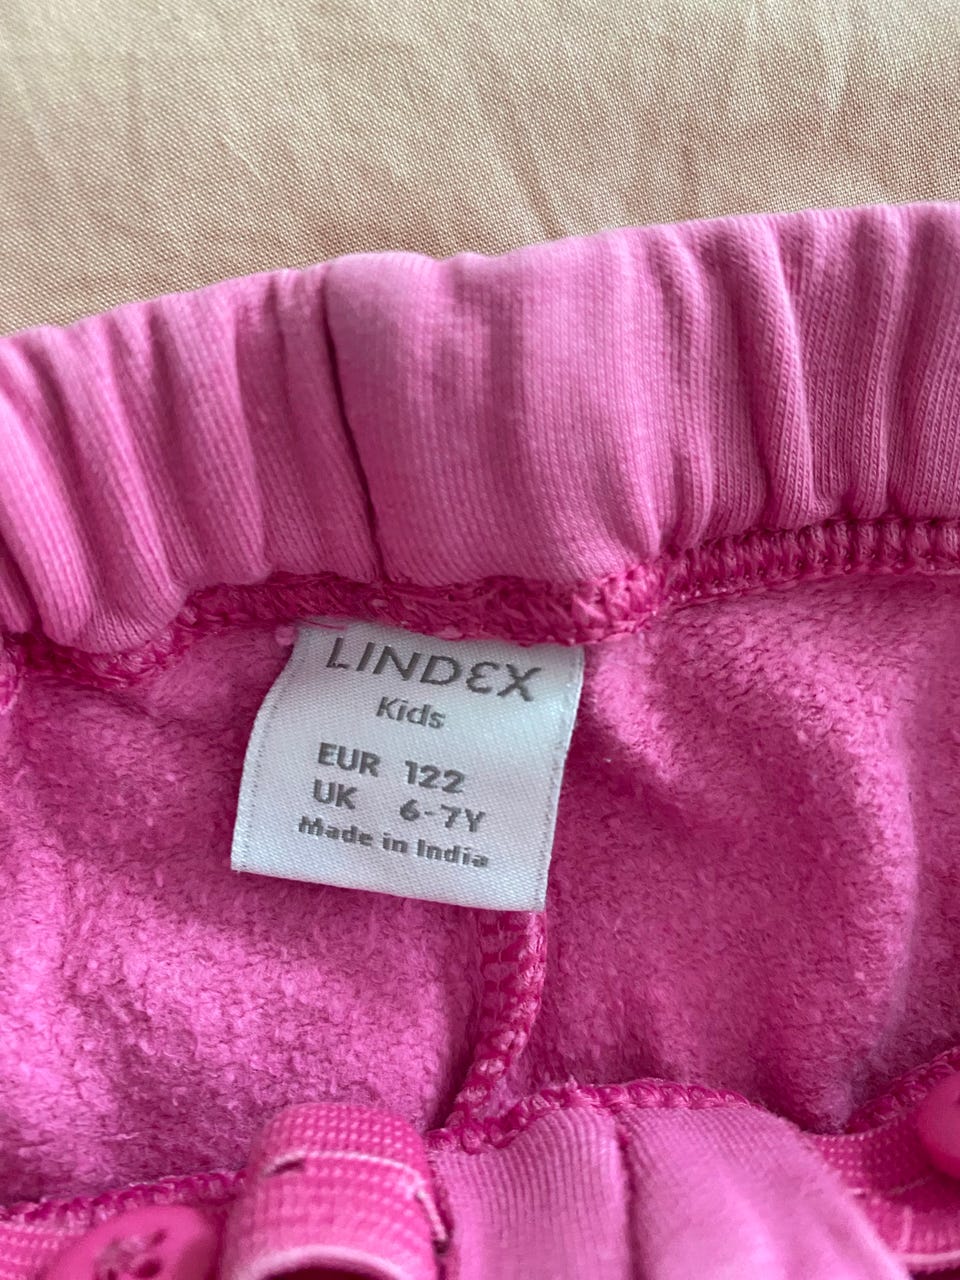 LINDEX
Kids
EUR 122
UK 6-7Y
Made in India